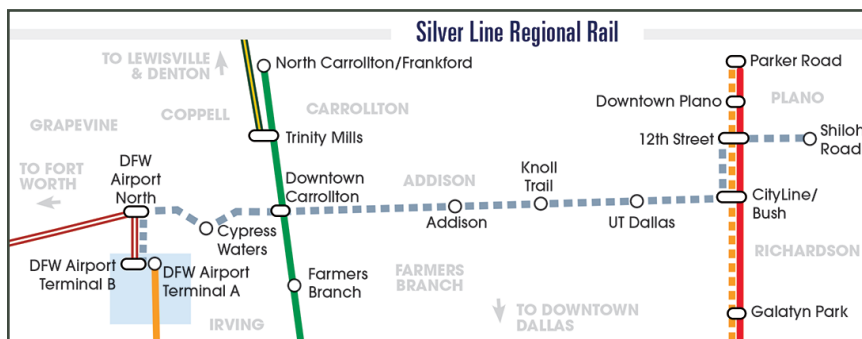 Silver Line Regional Rail
TO LEWISVILLE
& DENTON
North Carrollton/Frankford
Parker Road
COPPELL
CARROLLTON
Downtown Plano
PLANO
GRAPEVINE
Trinity Mills
12th Street
Shiloh
Road
TO FORT
WORTH
DFW
Airport
North
Downtown
Carrollton
ADDISON
Knoll
Trail
CityLine/
Bush
Cypress
Waters
Addison
UT Dallas
RICHARDSON
DFW Airport
Terminal B
DFW Airport
Terminal A
Farmers
Branch
FARMERS
BRANCH
IRVING
TO DOWNTOWN
DALLAS
Galatyn Park